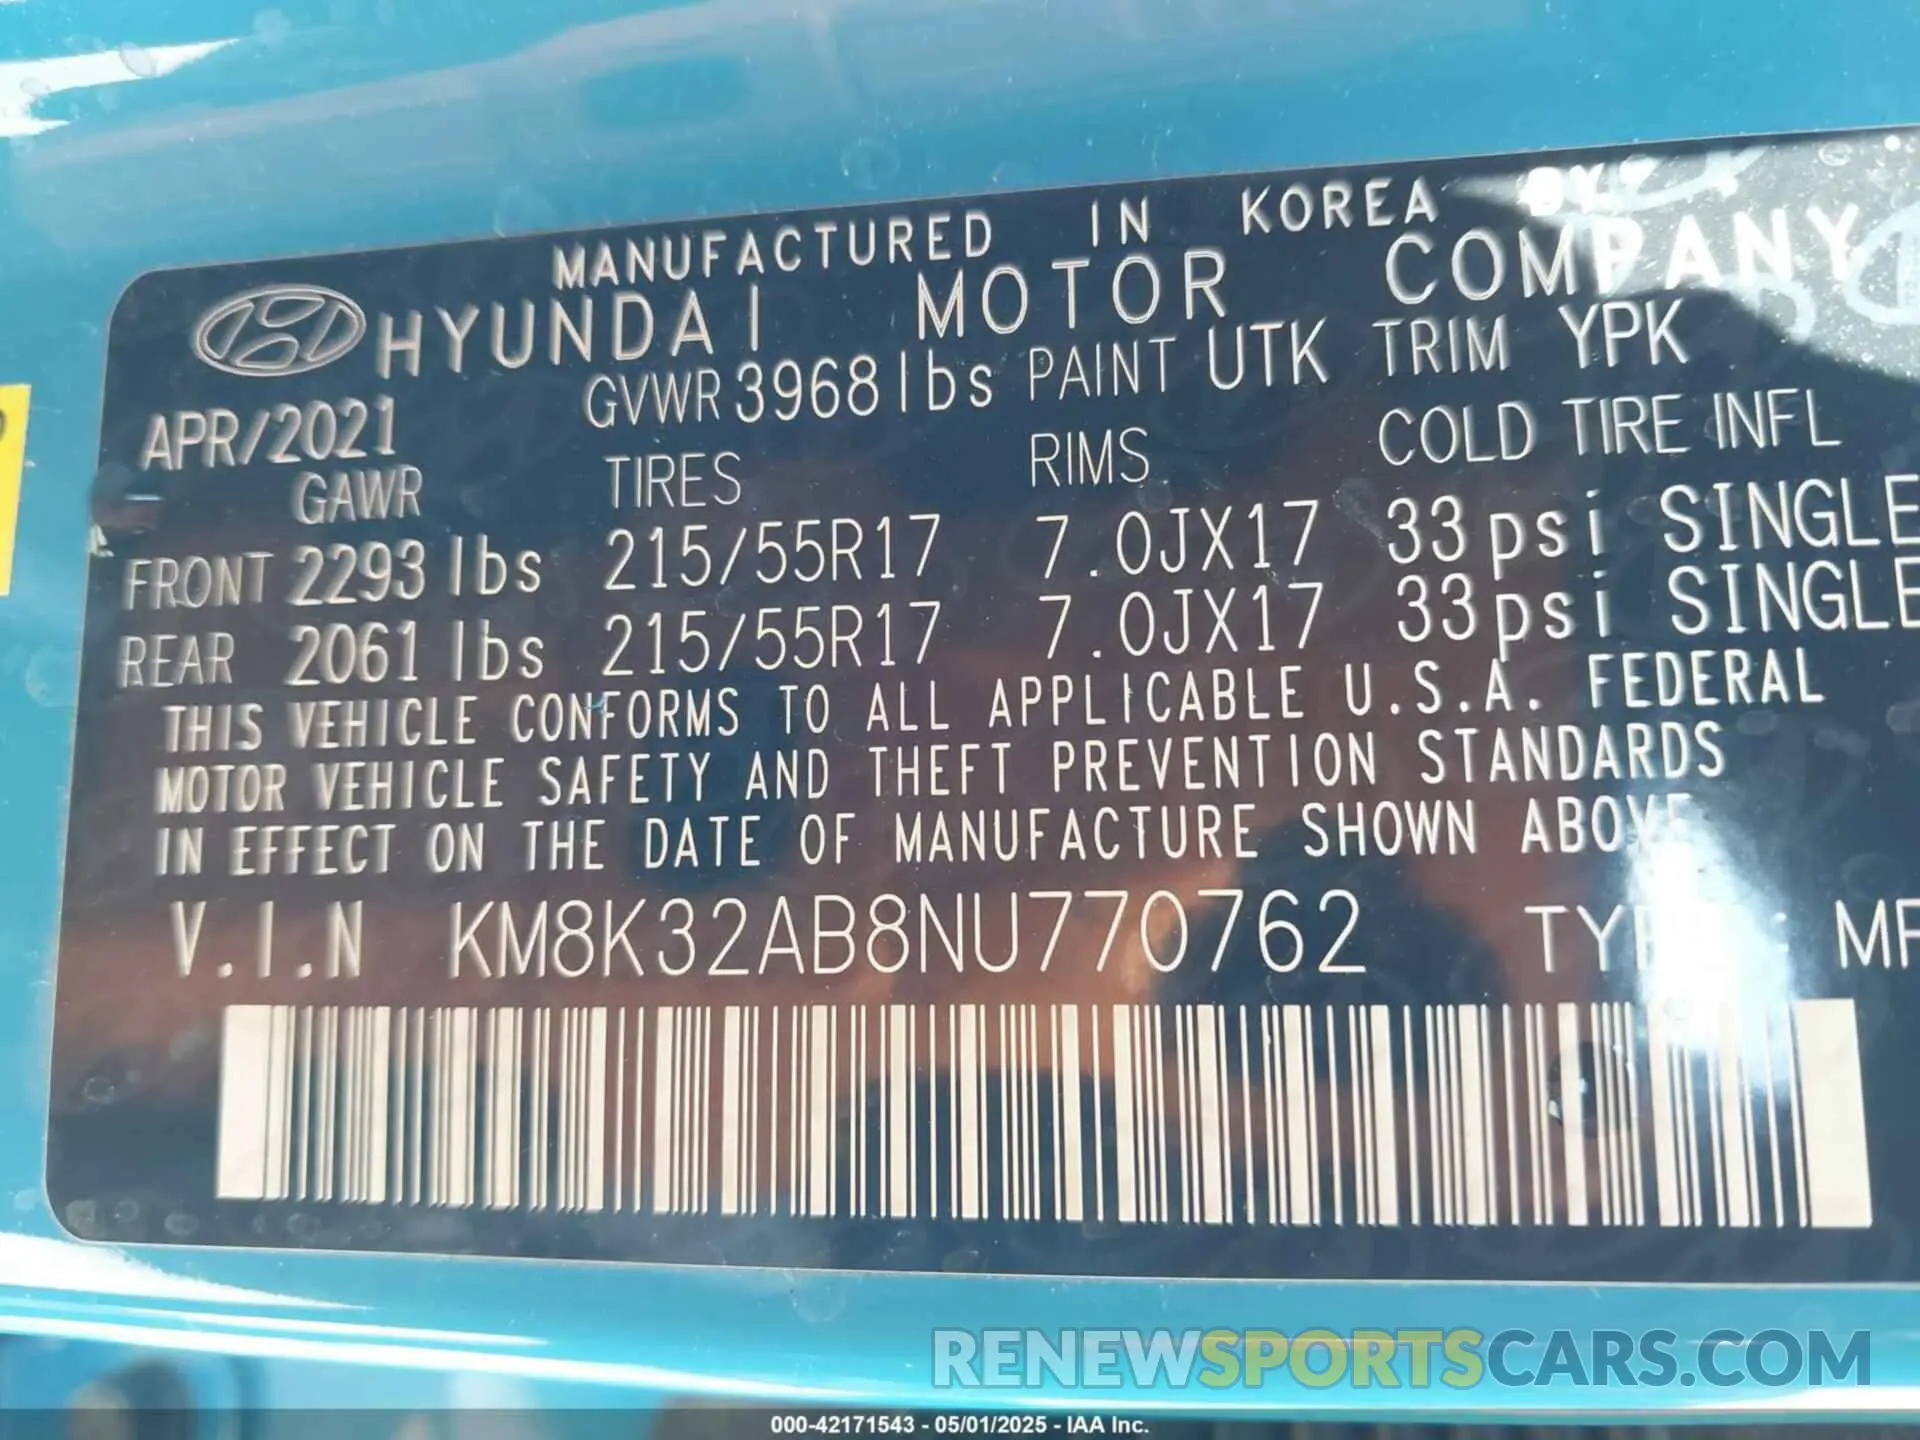 MANUFACTURED IN KOREA BY
HYUNDAI MOTOR COMPANY
APR/2021 GVWR 3968 lbs PAINT UTK TRIM YPK
GAWR TIRES RIMS COLD TIRE INFL
FRONT 2293 lbs 215/55R17 7.0JX17 33psi SINGLE
REAR 2061 lbs 215/55R17 7.0JX17 33psi SINGLE
THIS VEHICLE CONFORMS TO ALL APPLICABLE U.S.A. FEDERAL
MOTOR VEHICLE SAFETY AND THEFT PREVENTION STANDARDS
IN EFFECT ON THE DATE OF MANUFACTURE SHOWN ABOVE
V.I.N KM8K32AB8NU770762 TYPE :
RENEWSPORTSCARS.COM
000-42171543 - 05/01/2025 - IAA Inc.